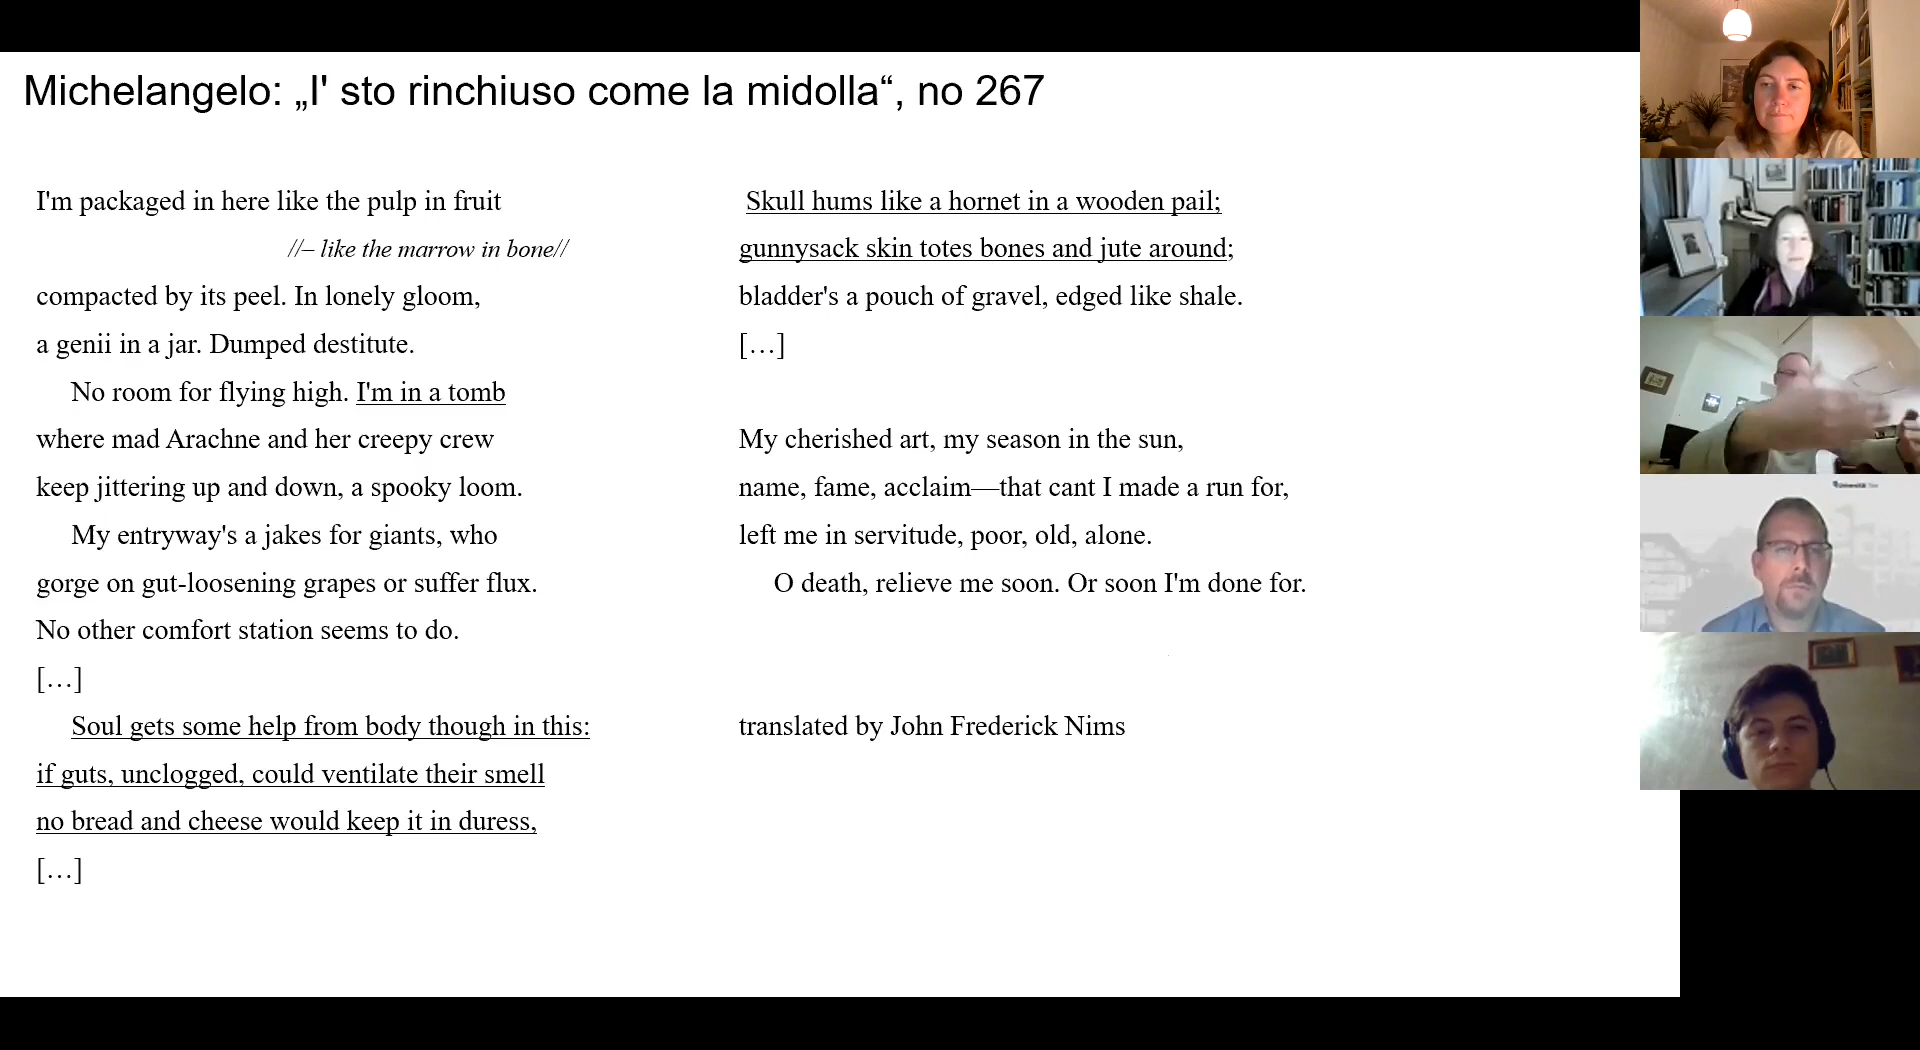 Michelangelo: „I' sto rinchiuso come la midolla“, no 267
I'm packaged in here like the pulp in fruit
//– like the marrow in bone//
compacted by its peel. In lonely gloom,
a genii in a jar. Dumped destitute.
No room for flying high. I'm in a tomb
where mad Arachne and her creepy crew
keep jittering up and down, a spooky loom.
My entryway's a jakes for giants, who
gorge on gut-loosening grapes or suffer flux.
No other comfort station seems to do.
[…]
Soul gets some help from body though in this:
if guts, unclogged, could ventilate their smell
no bread and cheese would keep it in duress,
[…]
Skull hums like a hornet in a wooden pail;
gunnysack skin totes bones and jute around;
bladder's a pouch of gravel, edged like shale.
[…]
My cherished art, my season in the sun,
name, fame, acclaim—that cant I made a run for,
left me in servitude, poor, old, alone.
O death, relieve me soon. Or soon I'm done for.
translated by John Frederick Nims
Universität